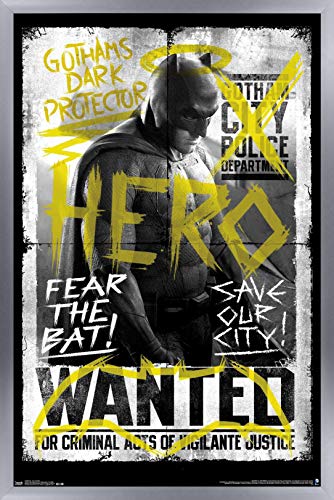 GOTHAMS
DARK
PROTECTOR
GOTHAM
CITY
POLICE
DEPARTMENT
HERO
FEAR
THE
BAT!
SAVE
OUR
CITY!
WANTED
FOR CRIMINAL ACTS OF VIGILANTE JUSTICE